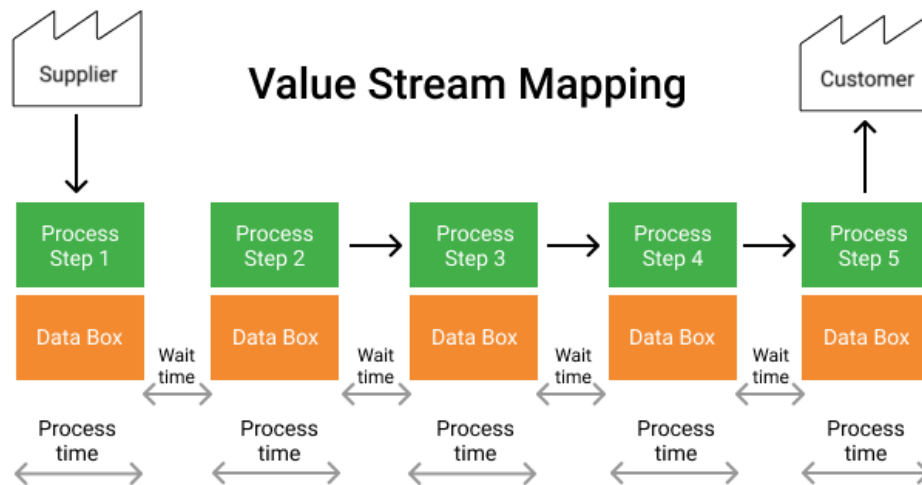 Supplier
Value Stream Mapping
Customer
Process
Step 1
Process
Step 2
Process
Step 3
Process
Step 4
Process
Step 5
Data Box
Data Box
Data Box
Data Box
Data Box
Wait
time
Wait
time
Wait
time
Wait
time
Process
time
Process
time
Process
time
Process
time
Process
time